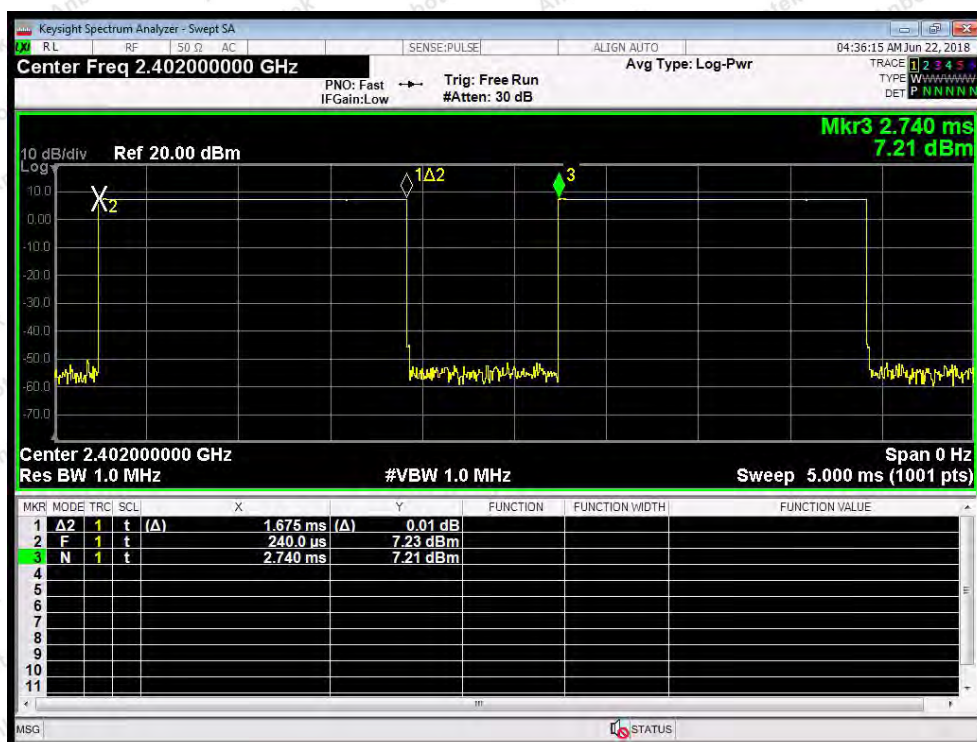 Keysight Spectrum Analyzer - Swept SA
RL RF 50 Ω AC SENSE:PULSE ALIGN AUTO 04:36:15 AM Jun 22, 2018
Center Freq 2.402000000 GHz
Avg Type: Log-Pwr
TRACE 1 2 3 4 5
PNO: Fast Trig: Free Run
TYPE WWWWWW
IFGain:Low #Atten: 30 dB
DET P N N N N N
Mkr3 2.740 ms
7.21 dBm
10 dB/div Ref 20.00 dBm
Log
1Δ2
3
2
10.0
0.00
-10.0
-20.0
-30.0
-40.0
-50.0
-60.0
-70.0
Center 2.402000000 GHz Span 0 Hz
Res BW 1.0 MHz #VBW 1.0 MHz Sweep 5.000 ms (1001 pts)
MKR MODE TRC SCL X Y FUNCTION FUNCTION WIDTH FUNCTION VALUE
1 Δ2 1 t (Δ) 1.675 ms (Δ) 0.01 dB
2 F 1 t 240.0 µs 7.23 dBm
3 N 1 t 2.740 ms 7.21 dBm
4
5
6
7
8
9
10
11
MSG STATUS